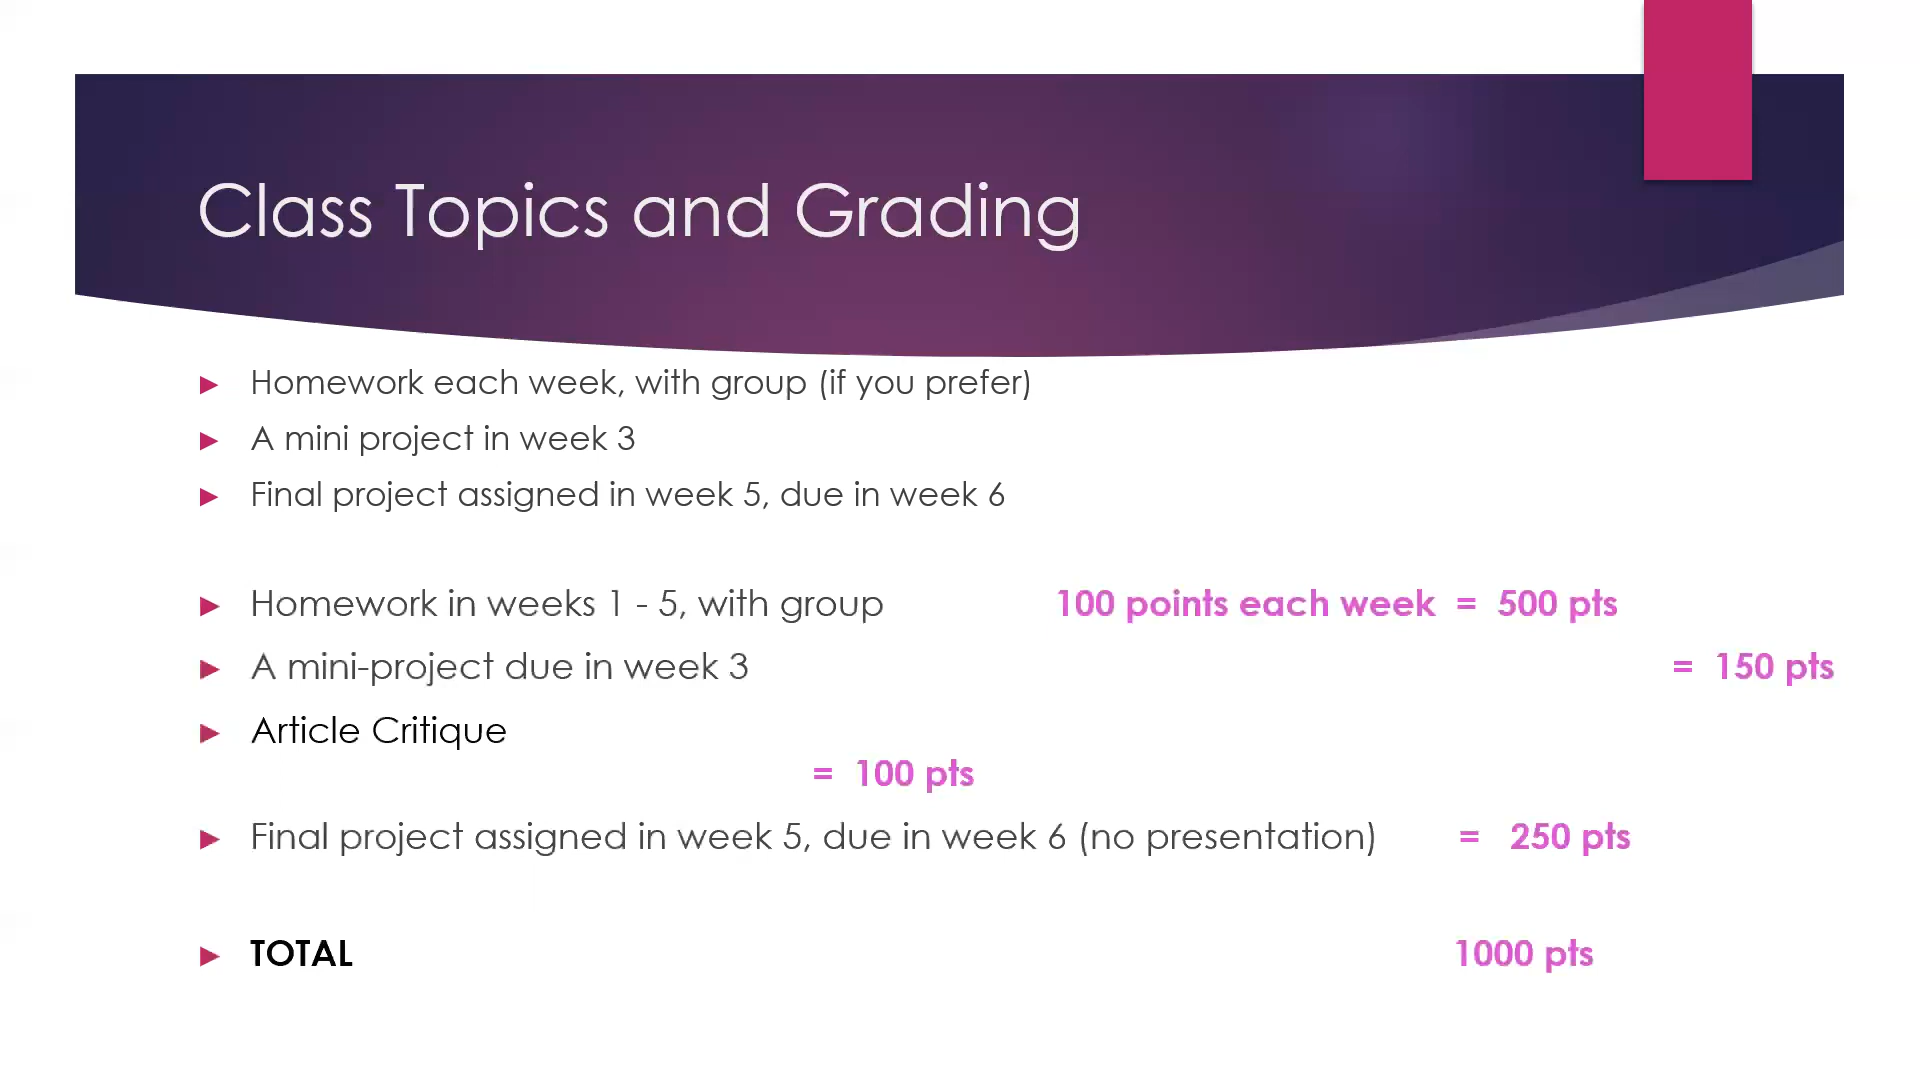 Class Topics and Grading
Homework each week, with group (if you prefer)
A mini project in week 3
Final project assigned in week 5, due in week 6
Homework in weeks 1 - 5, with group 100 points each week = 500 pts
A mini-project due in week 3 = 150 pts
Article Critique
= 100 pts
Final project assigned in week 5, due in week 6 (no presentation) = 250 pts
TOTAL 1000 pts